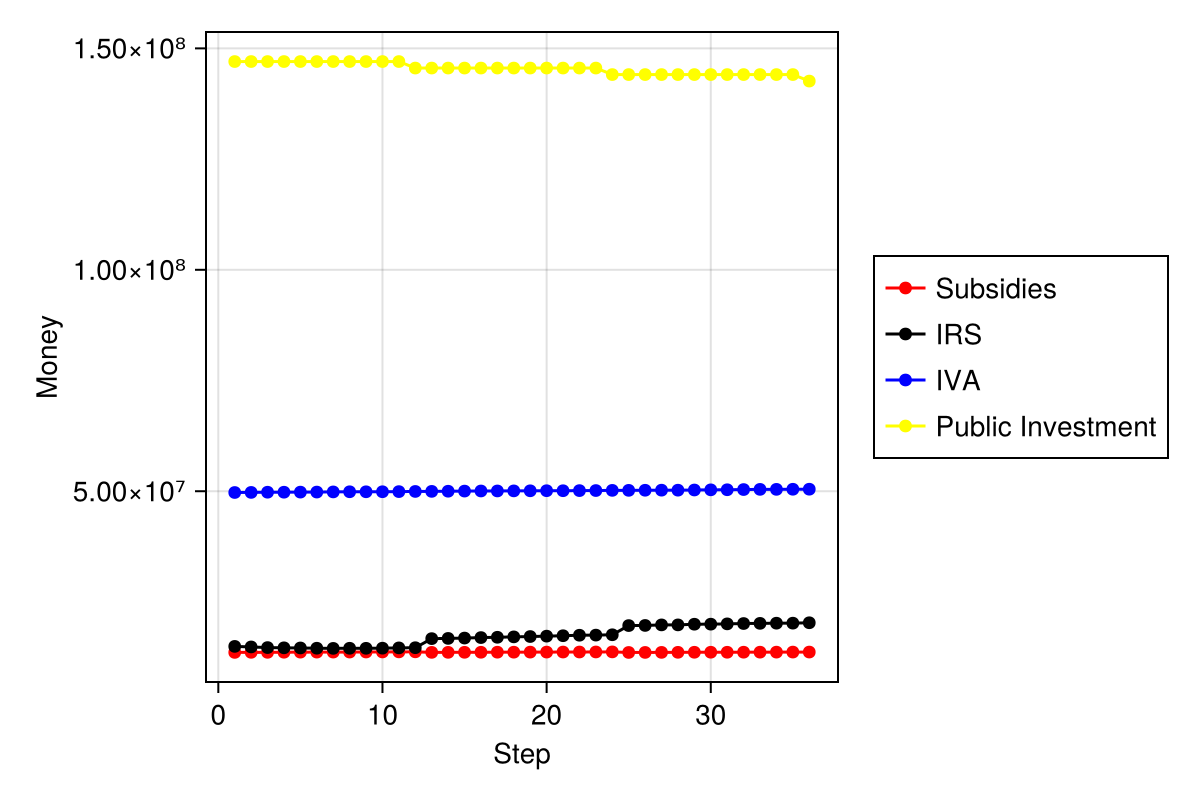 1.50×10⁸
1.00×10⁸
5.00×10⁷
Money
0 10 20 30
Step
Subsidies
IRS
IVA
Public Investment